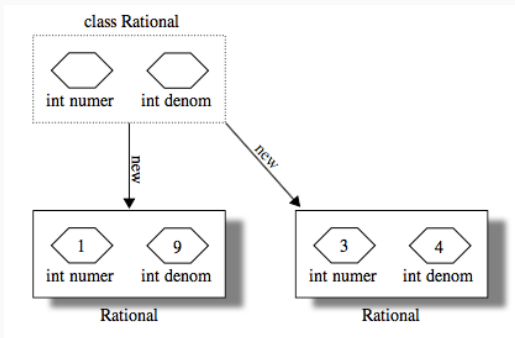 class Rational
int numer int denom
new
new
1 9
int numer int denom
Rational
3 4
int numer int denom
Rational